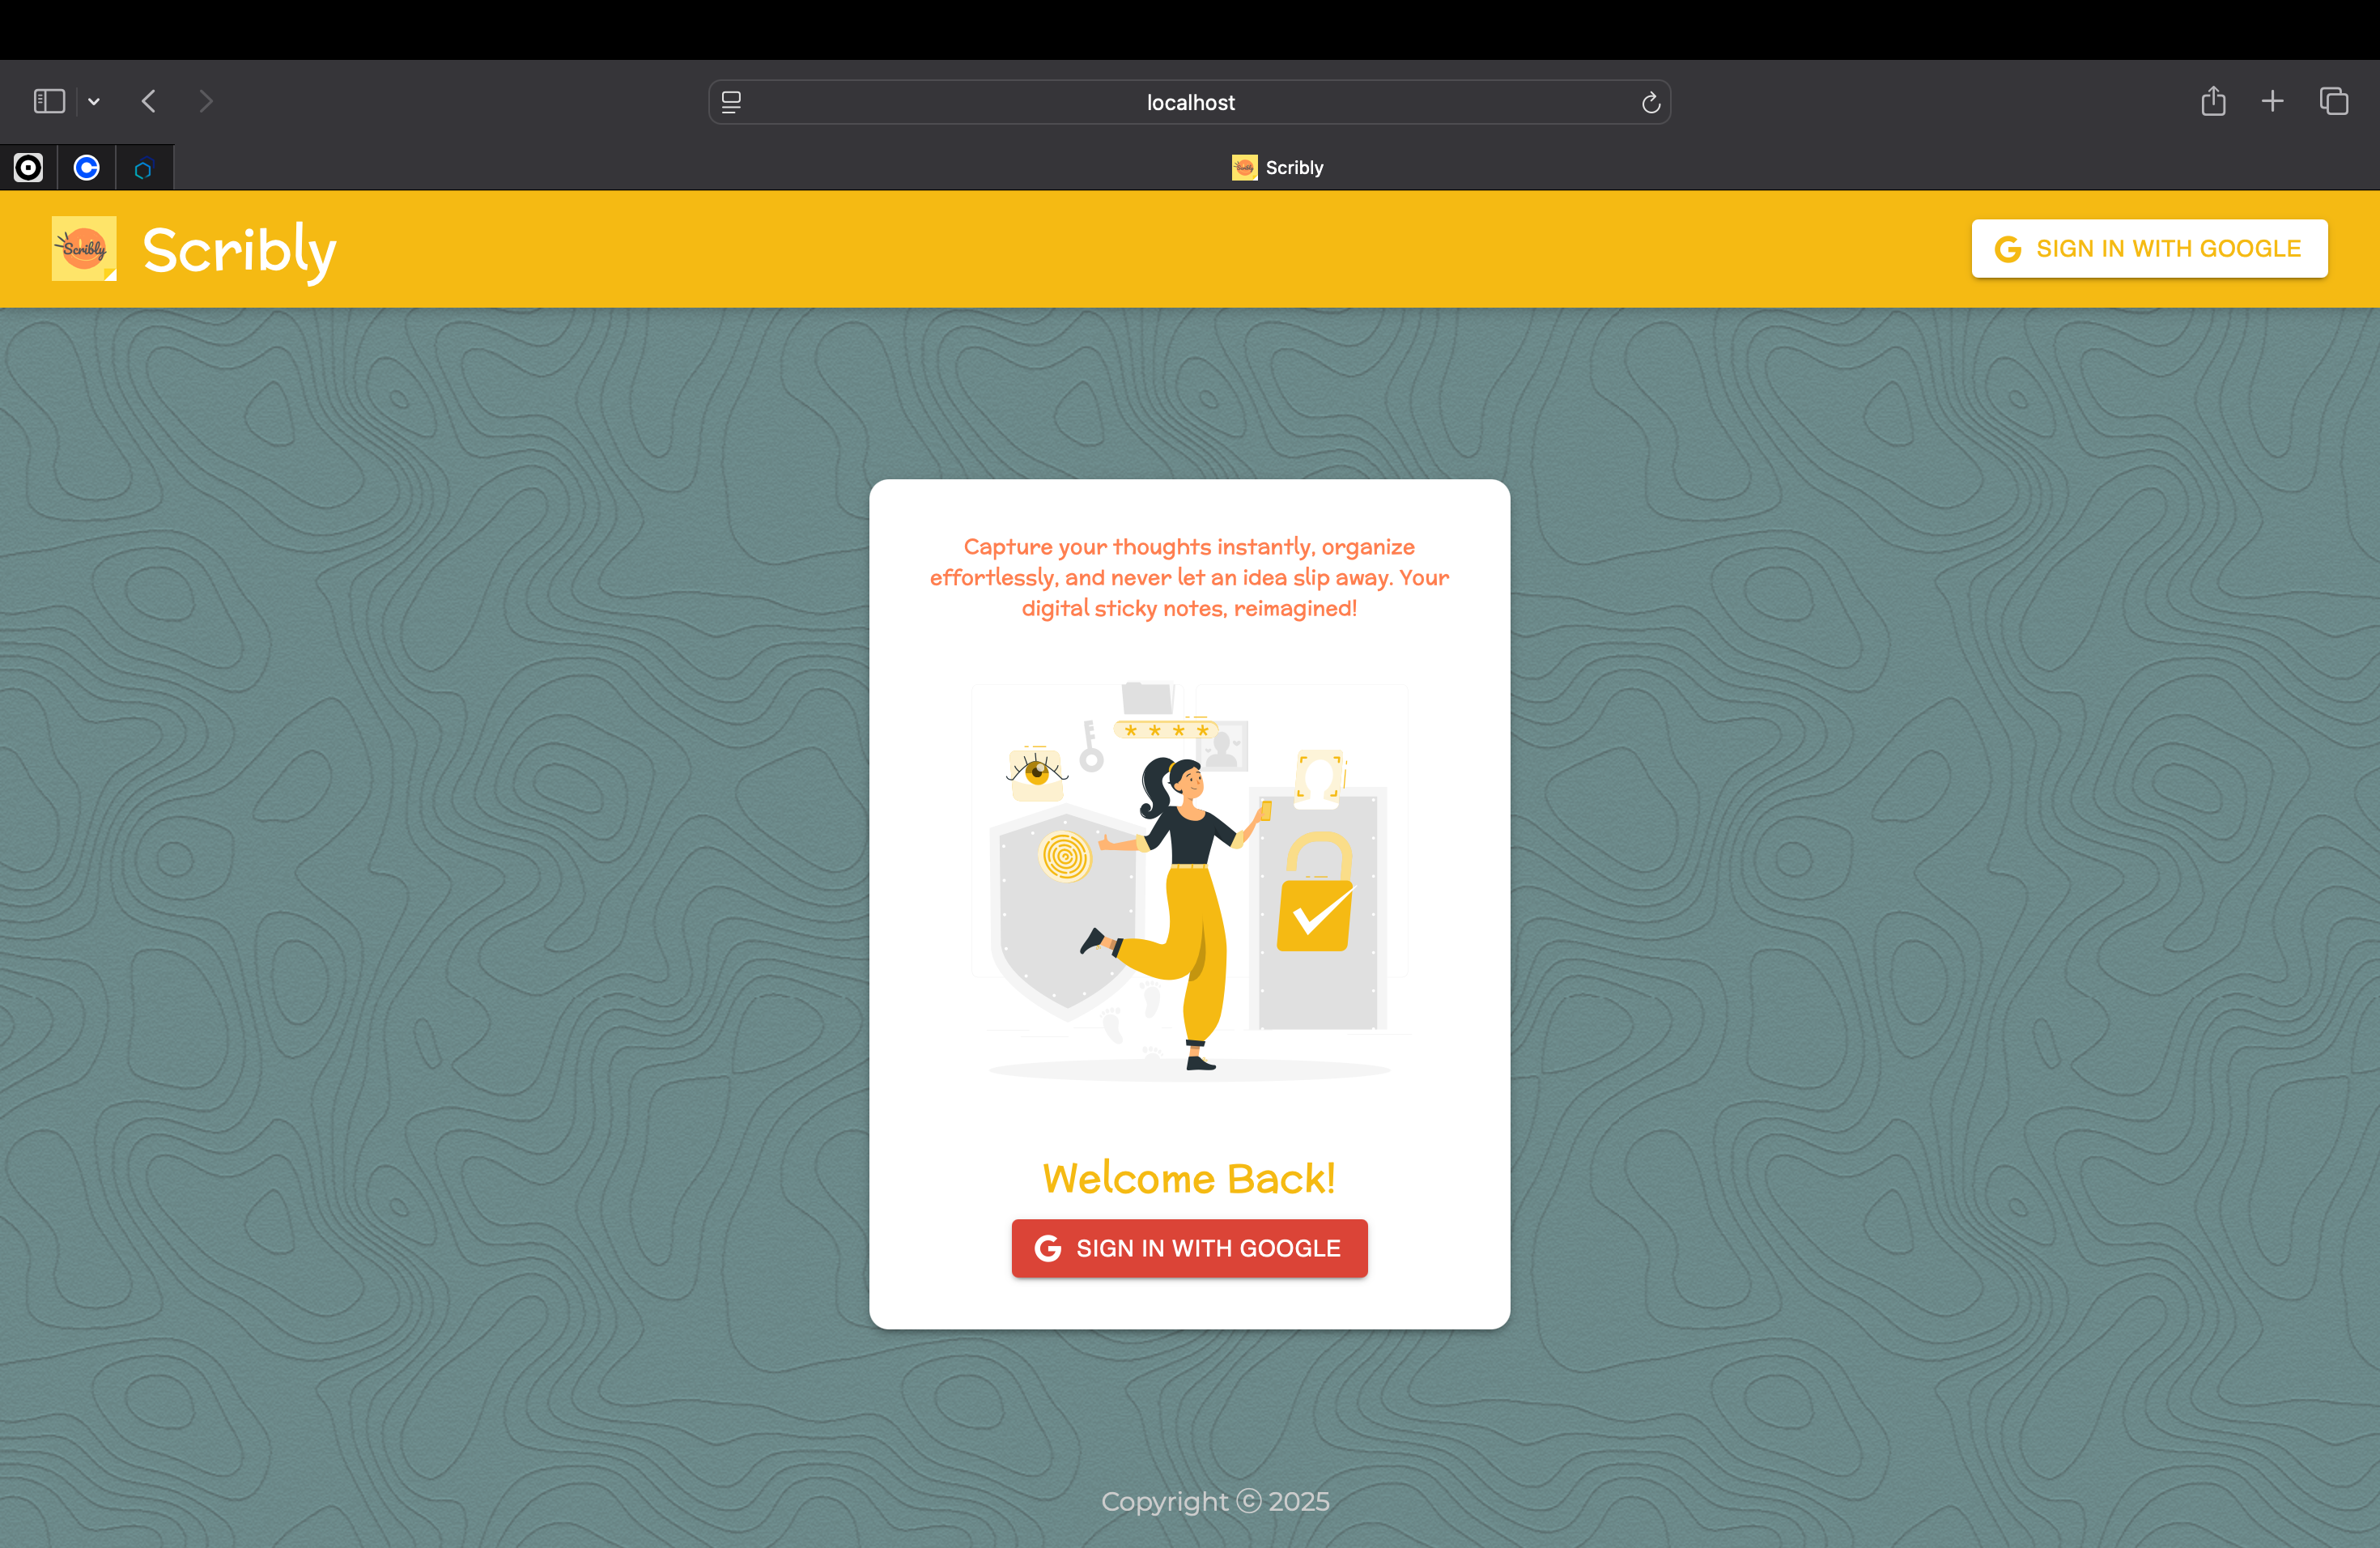 localhost
Scribly
Scribly
Scribly
SIGN IN WITH GOOGLE
Capture your thoughts instantly, organize
effortlessly, and never let an idea slip away. Your
digital sticky notes, reimagined!
* * * *
Welcome Back!
SIGN IN WITH GOOGLE
Copyright © 2025